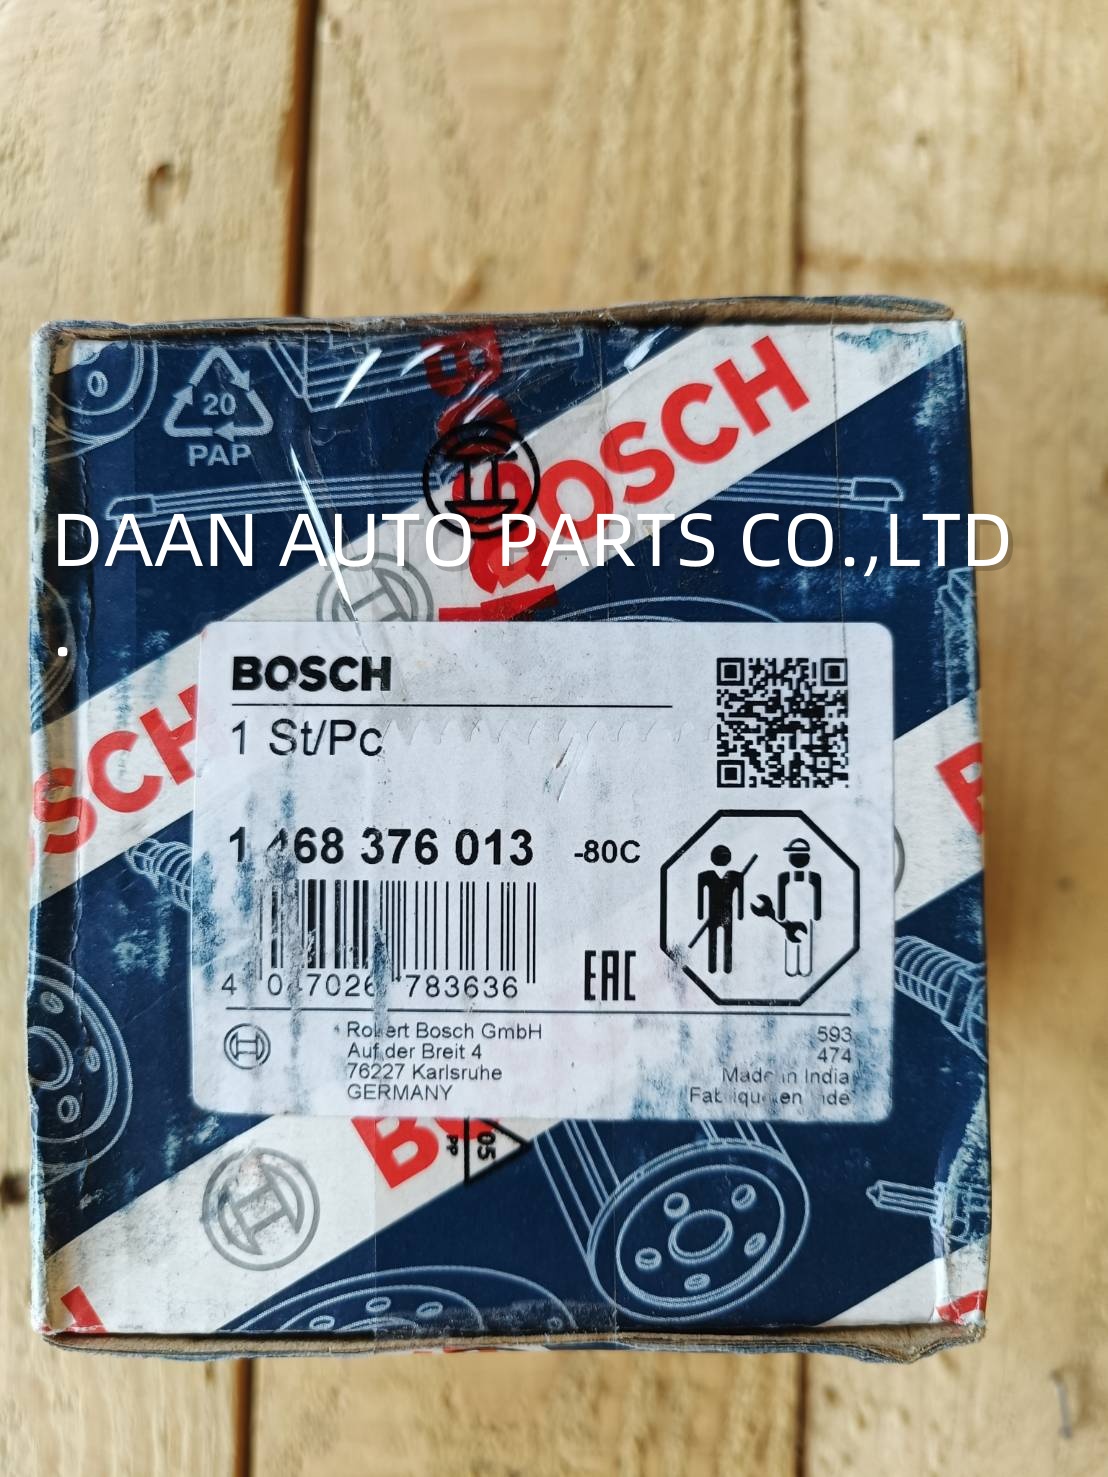 20
PAP
BOSCH
BOSCH
DAAN AUTO PARTS CO.,LTD
.
BOSCH
1 St/Pc
1 468 376 013 -80C
EAC
783636
Robert Bosch GmbH
Auf der Breit 4
76227 Karlsruhe
GERMANY
593
474
Made in India
05
PP